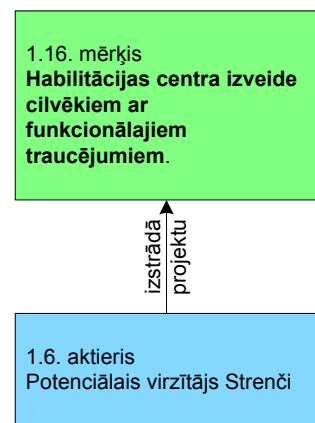 1.16. mērķis
Habilitācijas centra izveide
cilvēkiem ar
funkcionālajiem
traucējumiem.
izstrādā
projektu
1.6. aktieris
Potenciālais virzītājs Strenči